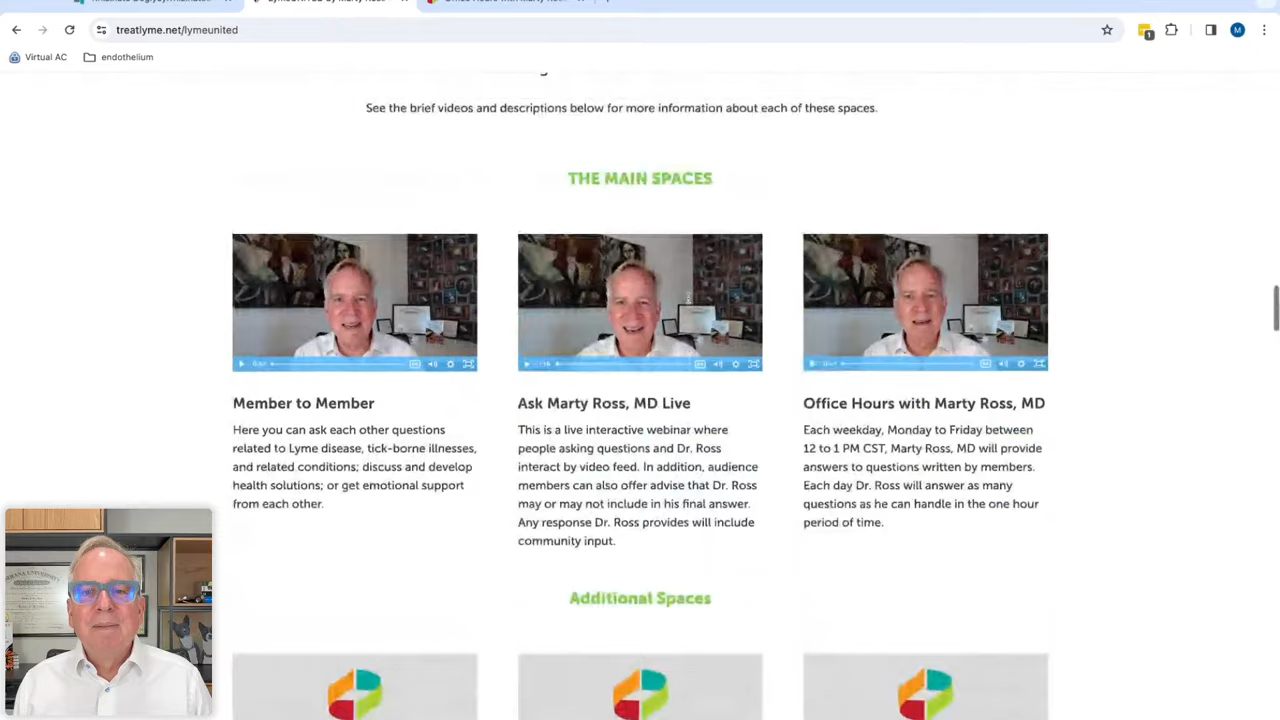 treatlyme.net/lymeunited
1
M
Virtual AC
endothelium
See the brief videos and descriptions below for more information about each of these spaces.
THE MAIN SPACES
Member to Member
Here you can ask each other questions
related to Lyme disease, tick-borne illnesses,
and related conditions; discuss and develop
health solutions; or get emotional support
from each other.
Ask Marty Ross, MD Live
This is a live interactive webinar where
people asking questions and Dr. Ross
interact by video feed. In addition, audience
members can also offer advise that Dr. Ross
may or may not include in his final answer.
Any response Dr. Ross provides will include
community input.
Office Hours with Marty Ross, MD
Each weekday, Monday to Friday between
12 to 1 PM CST, Marty Ross, MD will provide
answers to questions written by members.
Each day Dr. Ross will answer as many
questions as he can handle in the one hour
period of time.
Additional Spaces